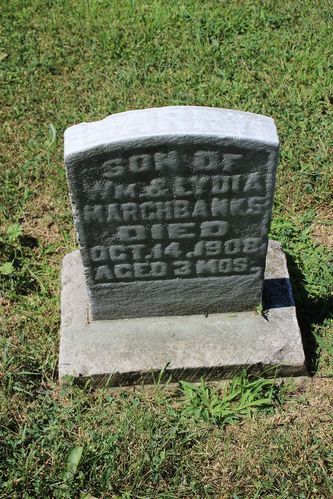 SON OF
WM. & LYDIA
MARCHBANKS
DIED
OCT. 14, 1908
AGED 3 MOS.